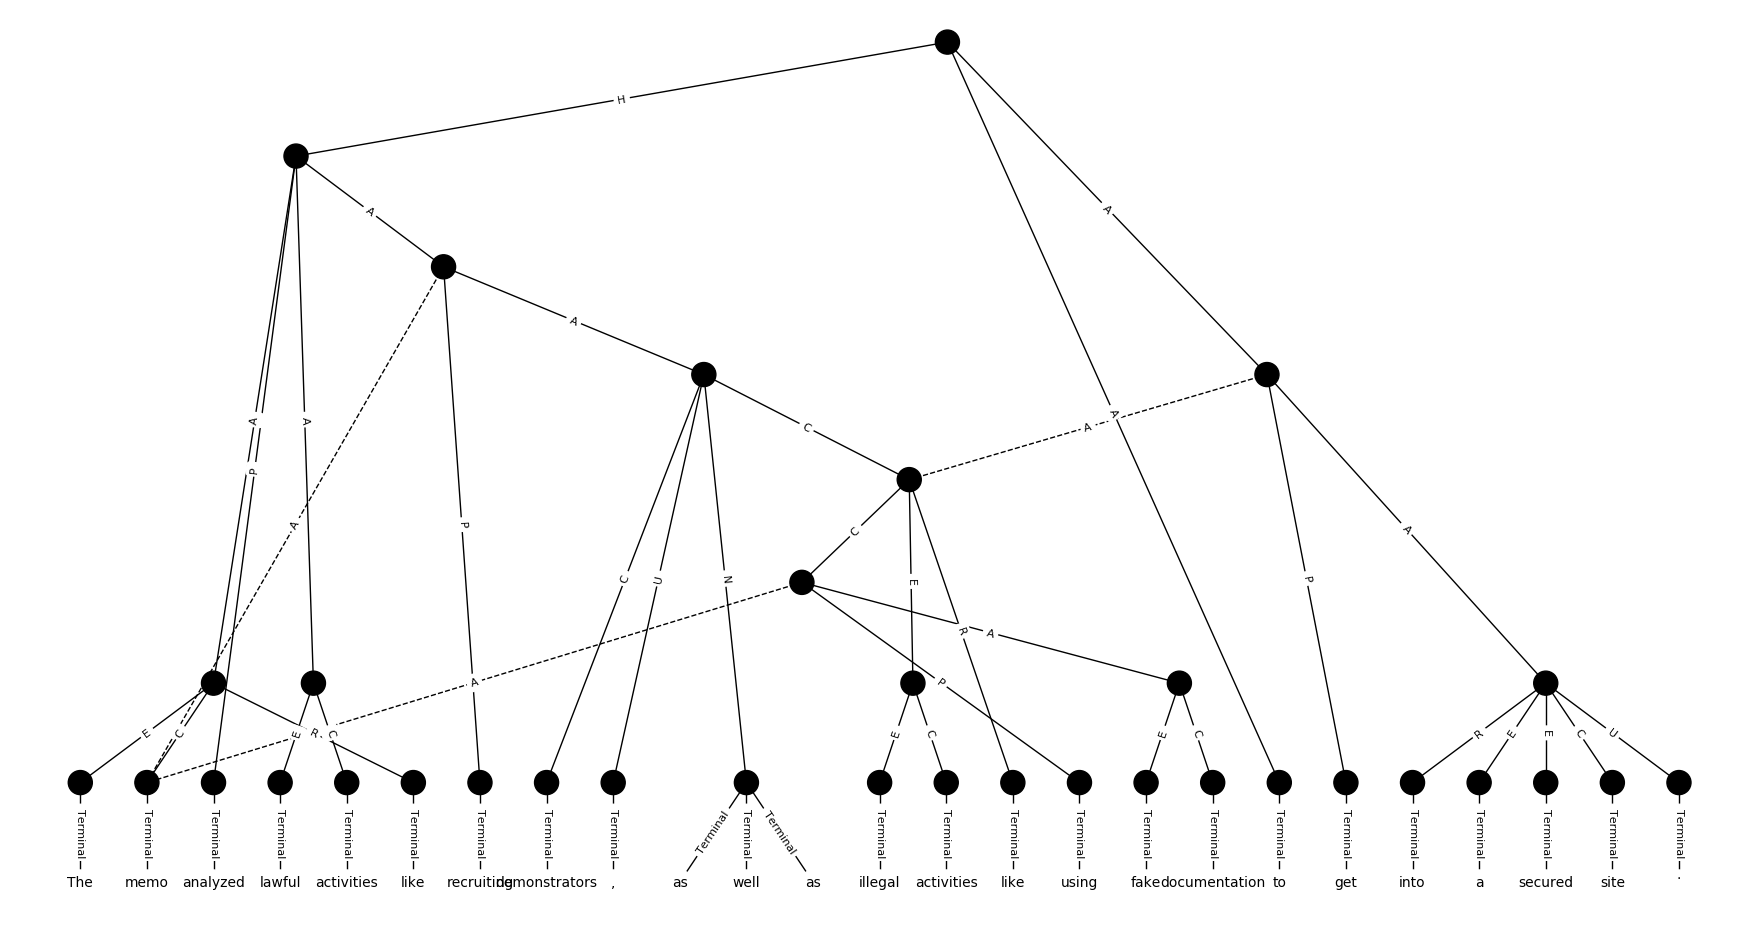 H
A
A
A
A
A
P
A
A
A
P
C
A
A
A
P
C
U
N
C
E
P
A
R
A
P
E
C
R
E
C
E
C
E
C
R
E
E
C
U
Terminal Terminal Terminal Terminal Terminal Terminal Terminal Terminal Terminal Terminal Terminal Terminal Terminal Terminal Terminal Terminal Terminal Terminal Terminal Terminal Terminal Terminal Terminal Terminal Terminal
The memo analyzed lawful activities like recruiting demonstrators , as well as illegal activities like using fake documentation to get into a secured site .